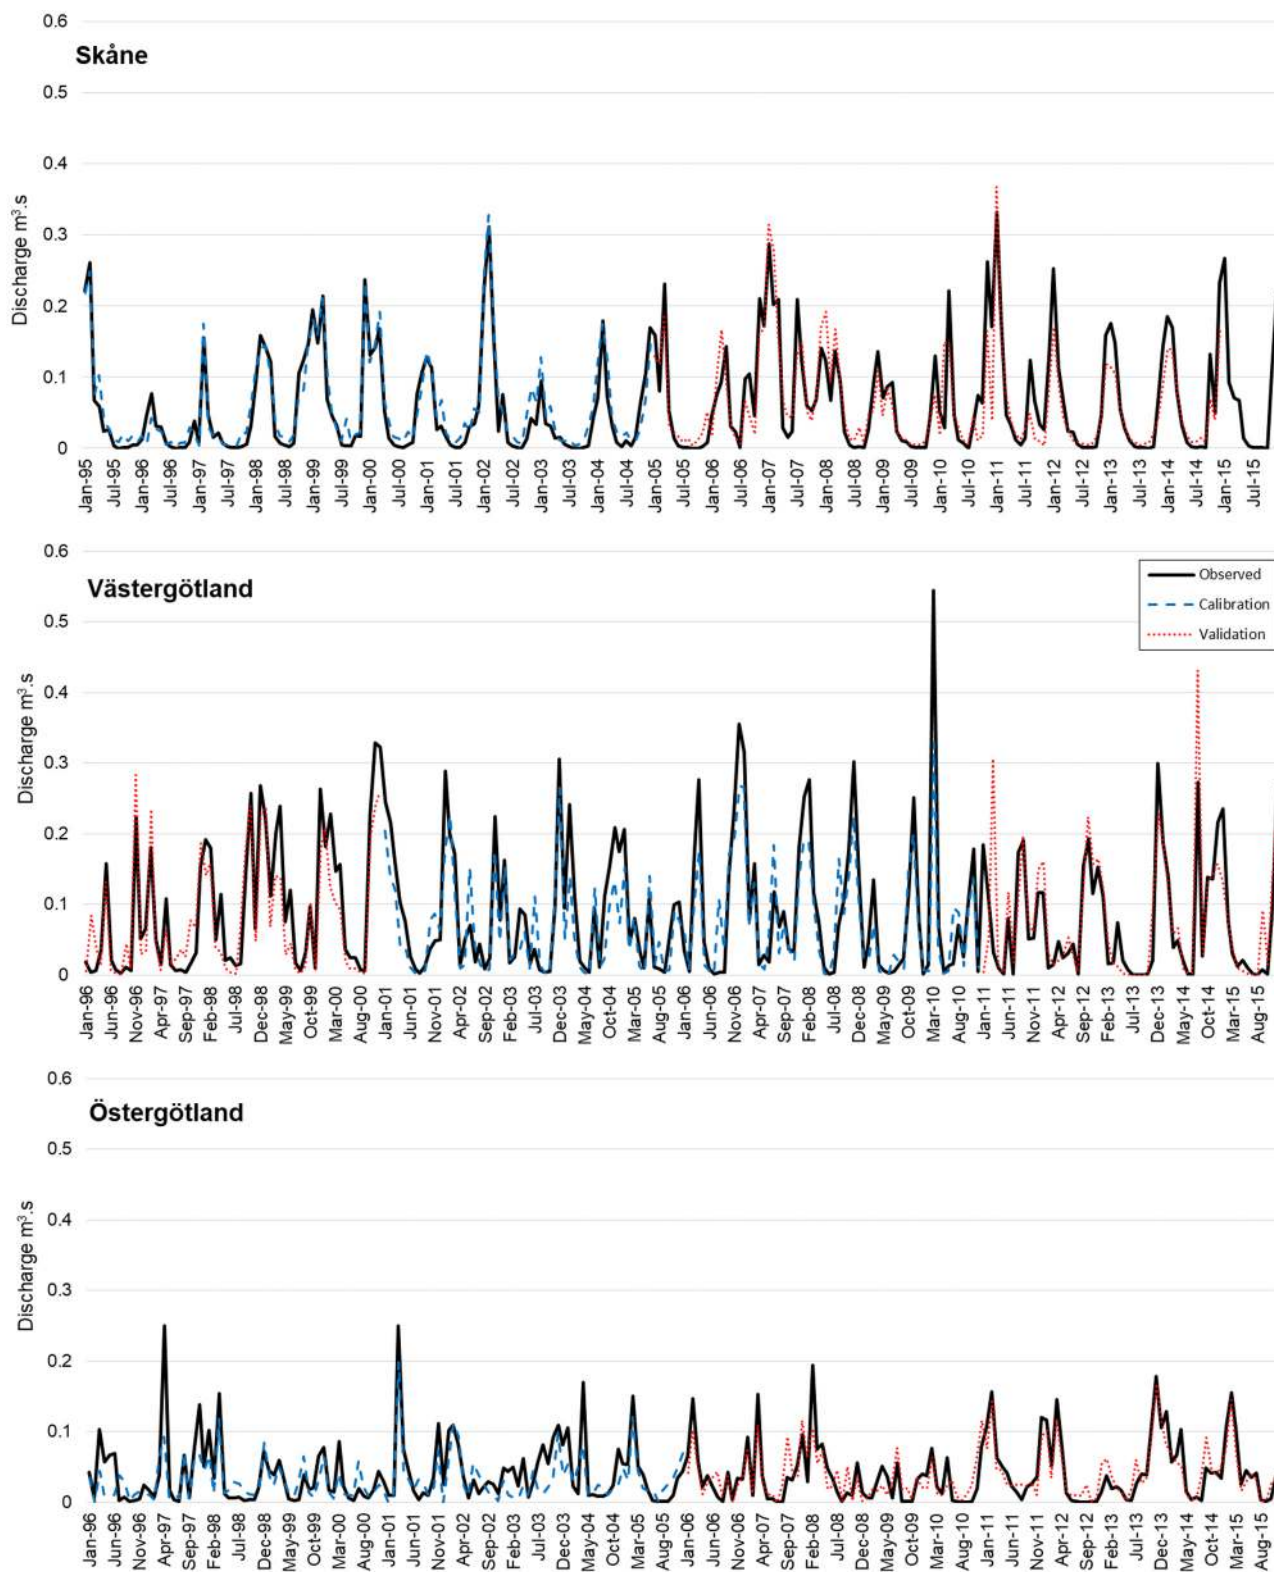 0.6
Skåne
0.5
0.4
Discharge m³.s
0.3
0.2
0.1
0
Jan-95 Jul-95 Jan-96 Jul-96 Jan-97 Jul-97 Jan-98 Jul-98 Jan-99 Jul-99 Jan-00 Jul-00 Jan-01 Jul-01 Jan-02 Jul-02 Jan-03 Jul-03 Jan-04 Jul-04 Jan-05 Jul-05 Jan-06 Jul-06 Jan-07 Jul-07 Jan-08 Jul-08 Jan-09 Jul-09 Jan-10 Jul-10 Jan-11 Jul-11 Jan-12 Jul-12 Jan-13 Jul-13 Jan-14 Jul-14 Jan-15 Jul-15
0.6
Västergötland
Observed
Calibration
Validation
0.5
0.4
Discharge m³.s
0.3
0.2
0.1
0
Jan-96 Jun-96 Nov-96 Apr-97 Sep-97 Feb-98 Jul-98 Dec-98 May-99 Oct-99 Mar-00 Aug-00 Jan-01 Jun-01 Nov-01 Apr-02 Sep-02 Feb-03 Jul-03 Dec-03 May-04 Oct-04 Mar-05 Aug-05 Jan-06 Jun-06 Nov-06 Apr-07 Sep-07 Feb-08 Jul-08 Dec-08 May-09 Oct-09 Mar-10 Aug-10 Jan-11 Jun-11 Nov-11 Apr-12 Sep-12 Feb-13 Jul-13 Dec-13 May-14 Oct-14 Mar-15 Aug-15
0.6
Östergötland
0.5
0.4
Discharge m³.s
0.3
0.2
0.1
0
Jan-96 Jun-96 Nov-96 Apr-97 Sep-97 Feb-98 Jul-98 Dec-98 May-99 Oct-99 Mar-00 Aug-00 Jan-01 Jun-01 Nov-01 Apr-02 Sep-02 Feb-03 Jul-03 Dec-03 May-04 Oct-04 Mar-05 Aug-05 Jan-06 Jun-06 Nov-06 Apr-07 Sep-07 Feb-08 Jul-08 Dec-08 May-09 Oct-09 Mar-10 Aug-10 Jan-11 Jun-11 Nov-11 Apr-12 Sep-12 Feb-13 Jul-13 Dec-13 May-14 Oct-14 Mar-15 Aug-15